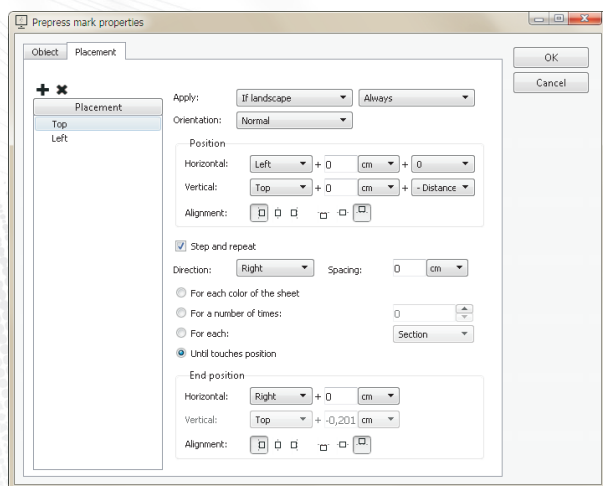 Prepress mark properties
Object Placement
OK
Cancel
Placement
Top
Left
Apply: If landscape Always
Orientation: Normal
Position
Horizontal: Left + 0 cm + 0
Vertical: Top + 0 cm + - Distance
Alignment:
Step and repeat
Direction: Right Spacing: 0 cm
For each color of the sheet
For a number of times: 0
For each: Section
Until touches position
End position
Horizontal: Right + 0 cm
Vertical: Top + -0,201 cm
Alignment: